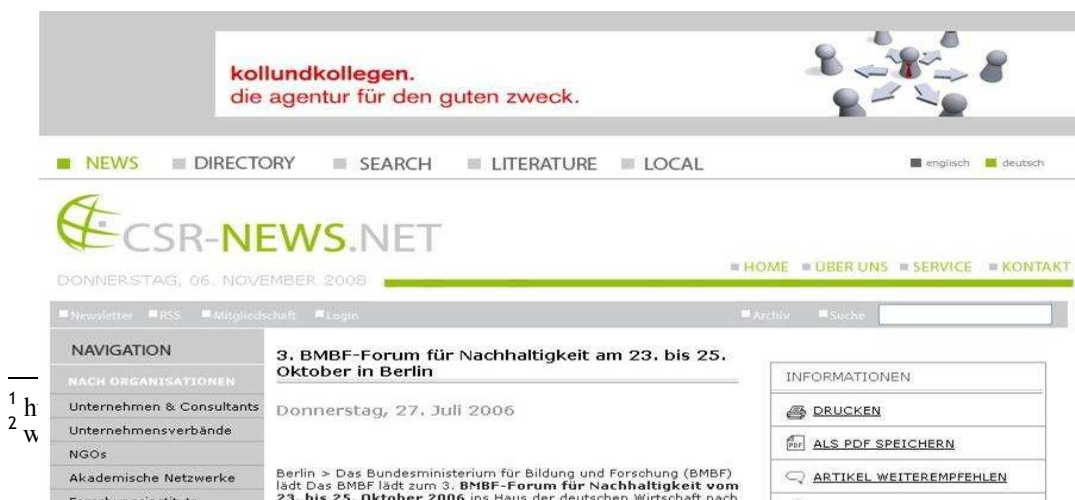 kollundkollegen.
die agentur für den guten zweck.
NEWS DIRECTORY SEARCH LITERATURE LOCAL englisch deutsch
CSR-NEWS.NET
HOME ÜBER UNS SERVICE KONTAKT
DONNERSTAG, 06. NOVEMBER 2008
Newsletter RSS Mitgliedschaft Login Archiv Suche
NAVIGATION
NACH ORGANISATIONEN
Unternehmen & Consultants
Unternehmensverbände
NGOs
Akademische Netzwerke
3. BMBF-Forum für Nachhaltigkeit am 23. bis 25.
Oktober in Berlin
Donnerstag, 27. Juli 2006
Berlin > Das Bundesministerium für Bildung und Forschung (BMBF)
lädt Das BMBF lädt zum 3. BMBF-Forum für Nachhaltigkeit vom
23. bis 25. Oktober 2006 ins Haus der deutschen Wirtschaft nach
INFORMATIONEN
DRUCKEN
PDF ALS PDF SPEICHERN
ARTIKEL WEITEREMPFEHLEN
1 h
2 w